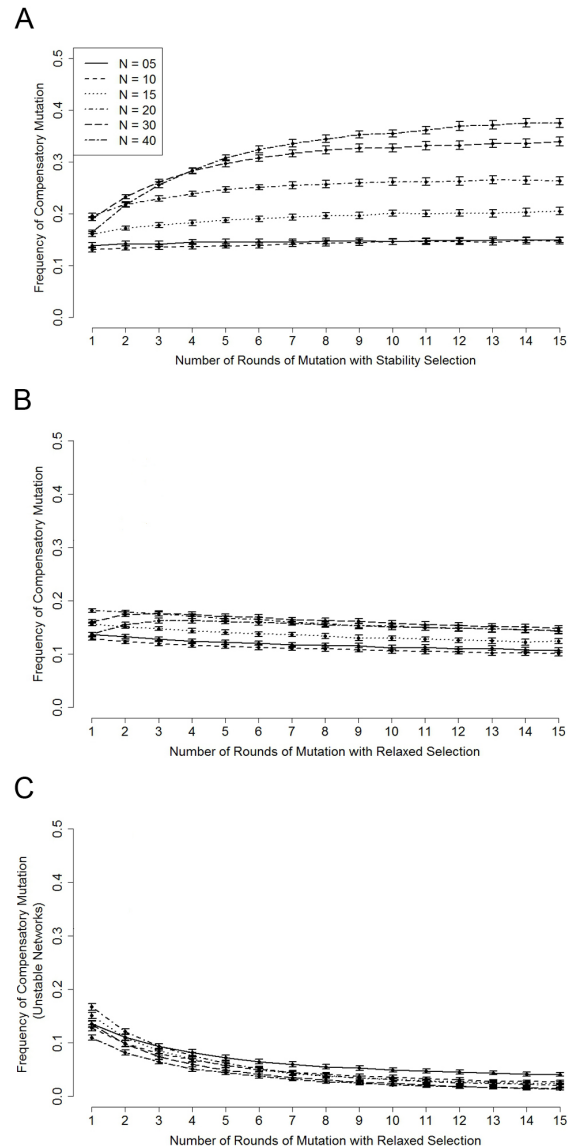 A
Frequency of Compensatory Mutation
0.0 0.1 0.2 0.3 0.4 0.5
N = 05
N = 10
N = 15
N = 20
N = 30
N = 40
1 2 3 4 5 6 7 8 9 10 11 12 13 14 15
Number of Rounds of Mutation with Stability Selection
B
Frequency of Compensatory Mutation
0.0 0.1 0.2 0.3 0.4 0.5
1 2 3 4 5 6 7 8 9 10 11 12 13 14 15
Number of Rounds of Mutation with Relaxed Selection
C
Frequency of Compensatory Mutation
(Unstable Networks)
0.0 0.1 0.2 0.3 0.4 0.5
1 2 3 4 5 6 7 8 9 10 11 12 13 14 15
Number of Rounds of Mutation with Relaxed Selection